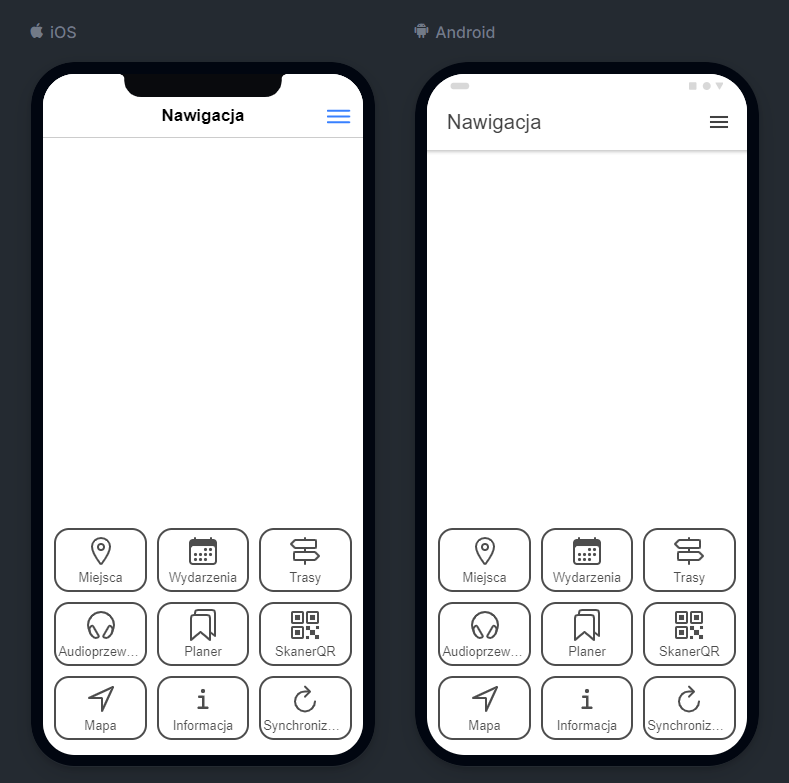 iOS
Android
Nawigacja
Nawigacja
Miejsca
Wydarzenia
Trasy
Audioprzew...
Planer
SkanerQR
Mapa
Informacja
Synchroniz...
Miejsca
Wydarzenia
Trasy
Audioprzew...
Planer
SkanerQR
Mapa
Informacja
Synchroniz...